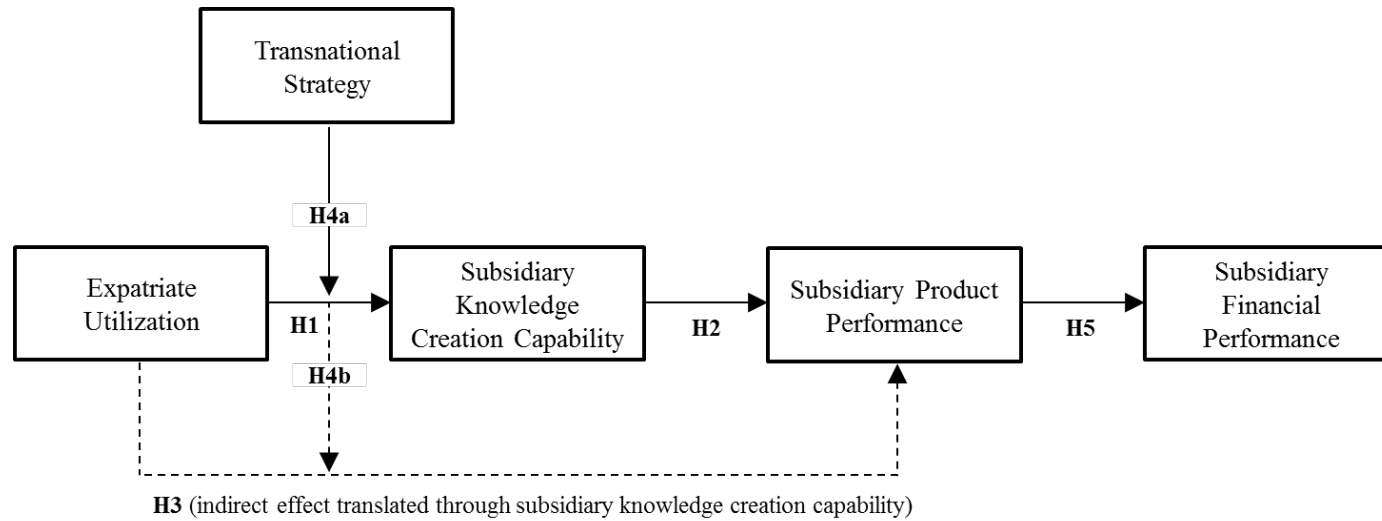 Transnational
Strategy
H4a
Expatriate
Utilization
H1
Subsidiary
Knowledge
Creation Capability
H2
Subsidiary Product
Performance
H5
Subsidiary
Financial
Performance
H4b
H3 (indirect effect translated through subsidiary knowledge creation capability)